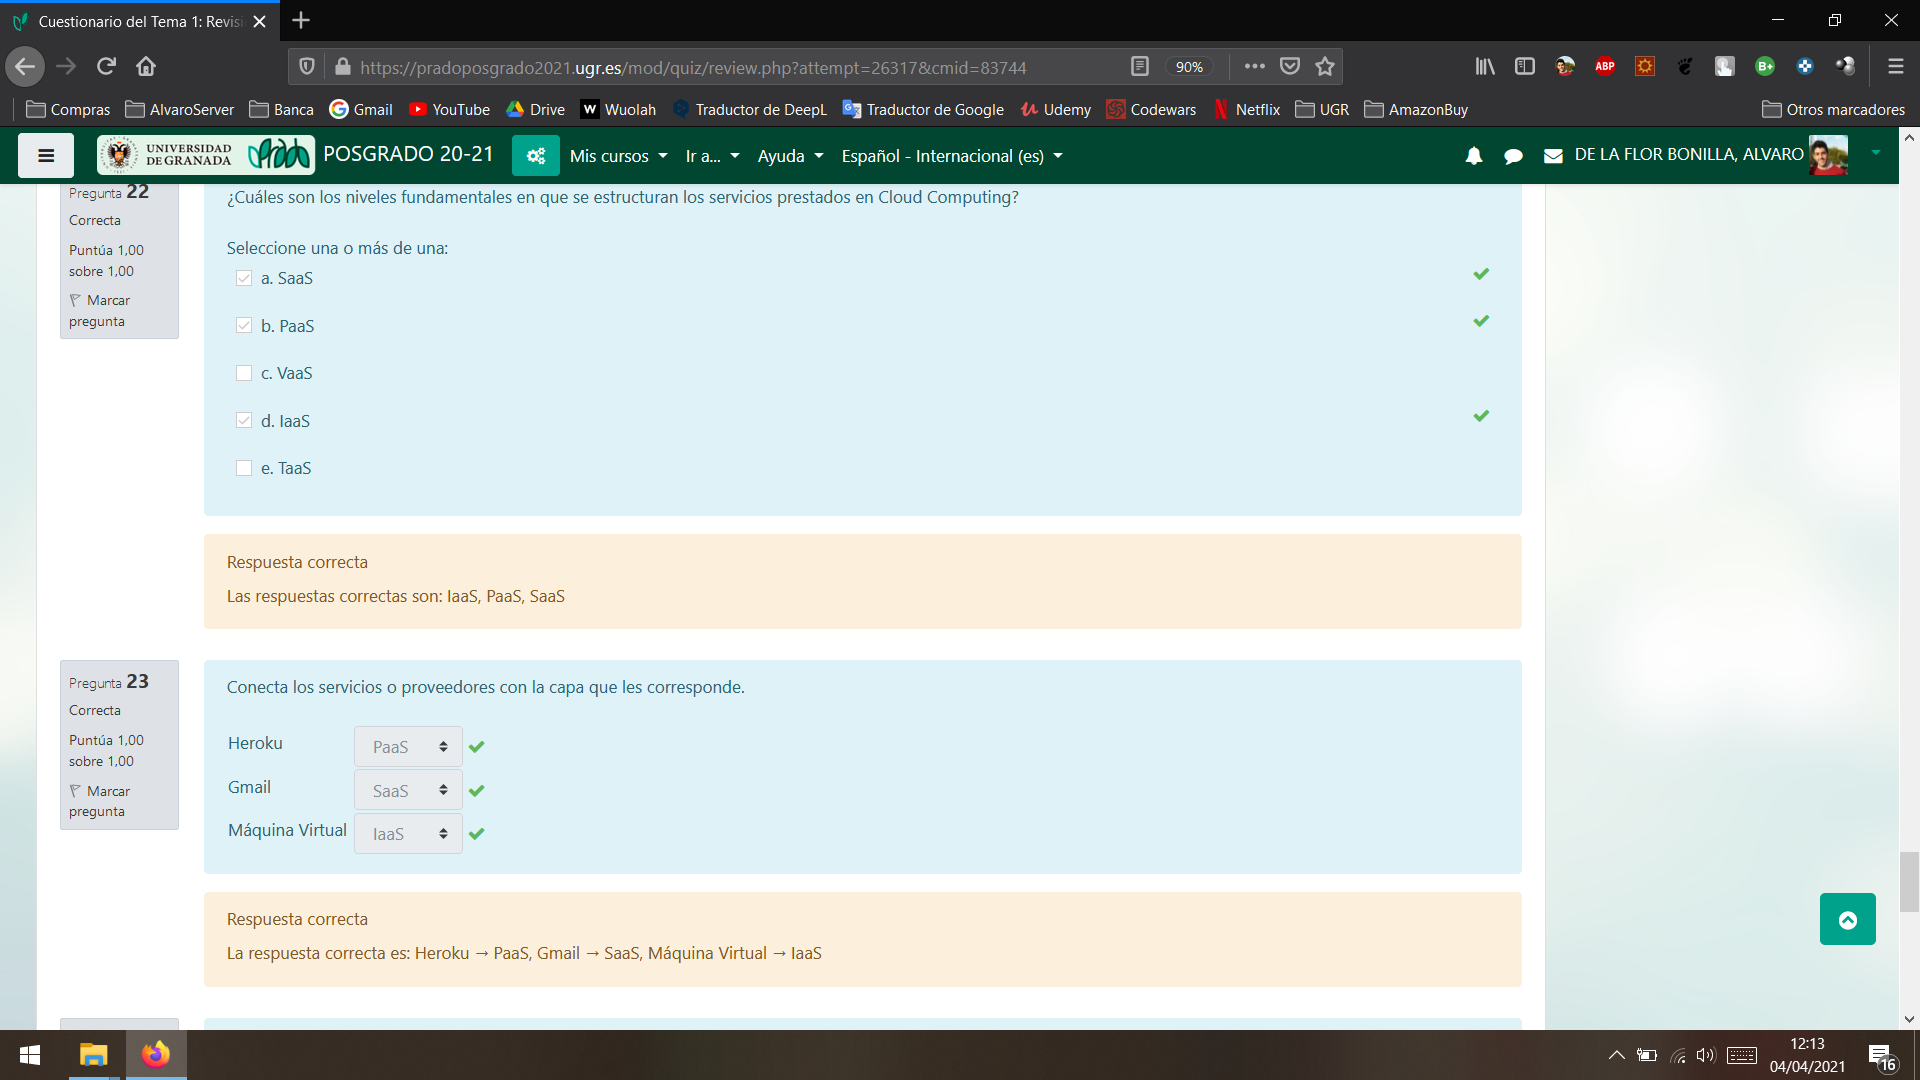 Cuestionario del Tema 1: Revisi
https://pradoposgrado2021.ugr.es/mod/quiz/review.php?attempt=26317&cmid=83744
90%
ABP
B+
Compras
AlvaroServer
Banca
Gmail
YouTube
Drive
W Wuolah
Traductor de DeepL
Traductor de Google
Udemy
Codewars
Netflix
UGR
AmazonBuy
Otros marcadores
UNIVERSIDAD
DE GRANADA
Prado
POSGRADO 20-21
Mis cursos
Ir a...
Ayuda
Español - Internacional (es)
DE LA FLOR BONILLA, ALVARO
Pregunta 22
Correcta
Puntúa 1,00
sobre 1,00
Marcar
pregunta
¿Cuáles son los niveles fundamentales en que se estructuran los servicios prestados en Cloud Computing?
Seleccione una o más de una:
a. SaaS
b. PaaS
c. VaaS
d. IaaS
e. TaaS
Respuesta correcta
Las respuestas correctas son: IaaS, PaaS, SaaS
Pregunta 23
Correcta
Puntúa 1,00
sobre 1,00
Marcar
pregunta
Conecta los servicios o proveedores con la capa que les corresponde.
Heroku PaaS
Gmail SaaS
Máquina Virtual IaaS
Respuesta correcta
La respuesta correcta es: Heroku → PaaS, Gmail → SaaS, Máquina Virtual → IaaS
12:13
04/04/2021
16